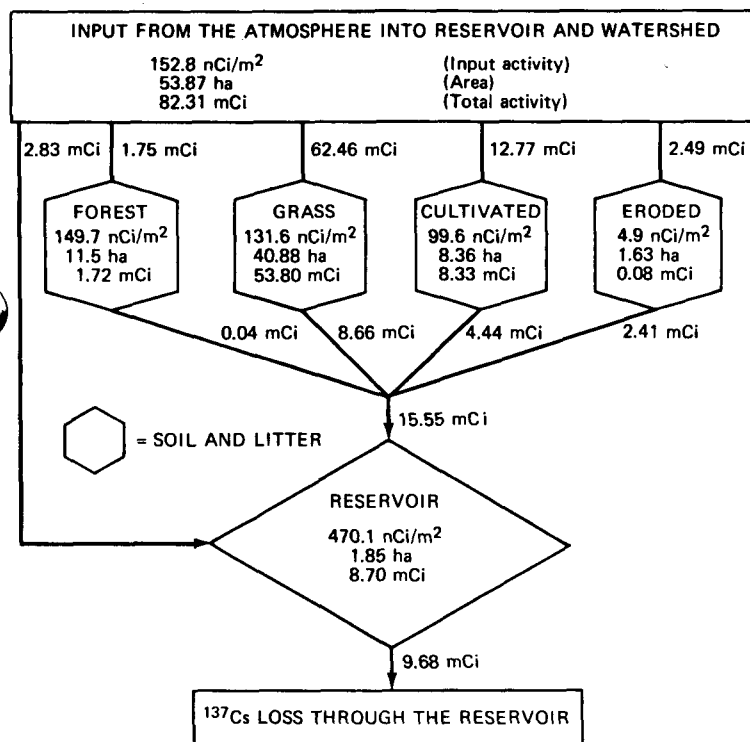 INPUT FROM THE ATMOSPHERE INTO RESERVOIR AND WATERSHED
152.8 nCi/m² (Input activity)
53.87 ha (Area)
82.31 mCi (Total activity)
2.83 mCi 1.75 mCi 62.46 mCi 12.77 mCi 2.49 mCi
FOREST
149.7 nCi/m²
11.5 ha
1.72 mCi
GRASS
131.6 nCi/m²
40.88 ha
53.80 mCi
CULTIVATED
99.6 nCi/m²
8.36 ha
8.33 mCi
ERODED
4.9 nCi/m²
1.63 ha
0.08 mCi
0.04 mCi 8.66 mCi 4.44 mCi 2.41 mCi
15.55 mCi
= SOIL AND LITTER
RESERVOIR
470.1 nCi/m²
1.85 ha
8.70 mCi
9.68 mCi
¹³⁷Cs LOSS THROUGH THE RESERVOIR